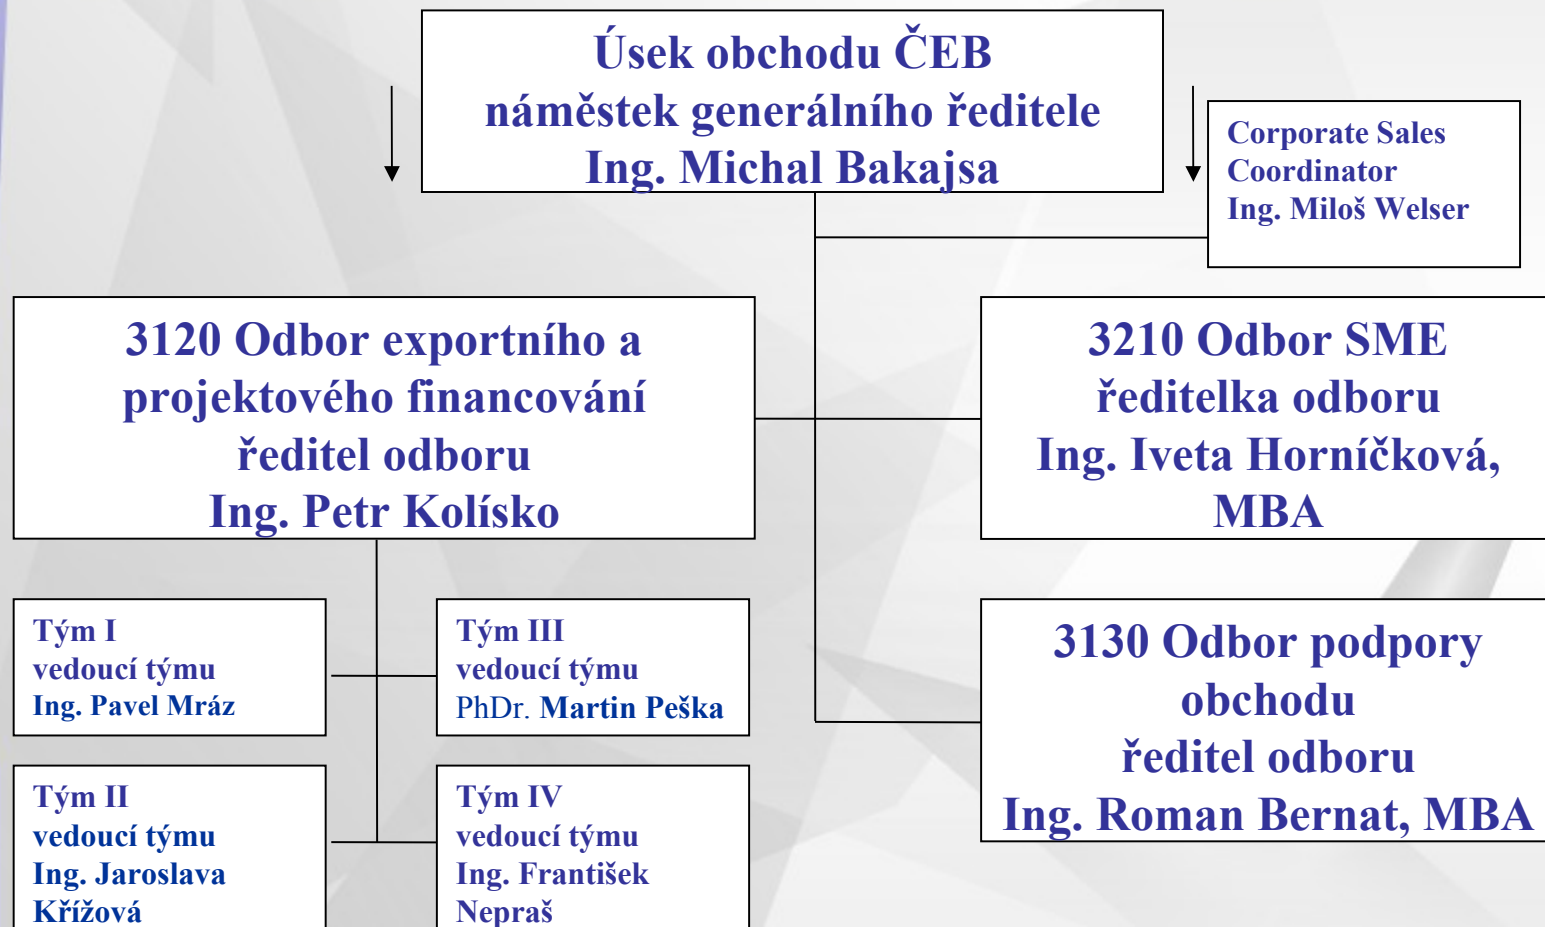 Úsek obchodu ČEB
náměstek generálního ředitele
Ing. Michal Bakajsa
Corporate Sales
Coordinator
Ing. Miloš Welser
3120 Odbor exportního a
projektového financování
ředitel odboru
Ing. Petr Kolísko
3210 Odbor SME
ředitelka odboru
Ing. Iveta Horníčková,
MBA
Tým I
vedoucí týmu
Ing. Pavel Mráz
Tým III
vedoucí týmu
PhDr. Martin Peška
3130 Odbor podpory
obchodu
ředitel odboru
Ing. Roman Bernat, MBA
Tým II
vedoucí týmu
Ing. Jaroslava
Křížová
Tým IV
vedoucí týmu
Ing. František
Nepraš